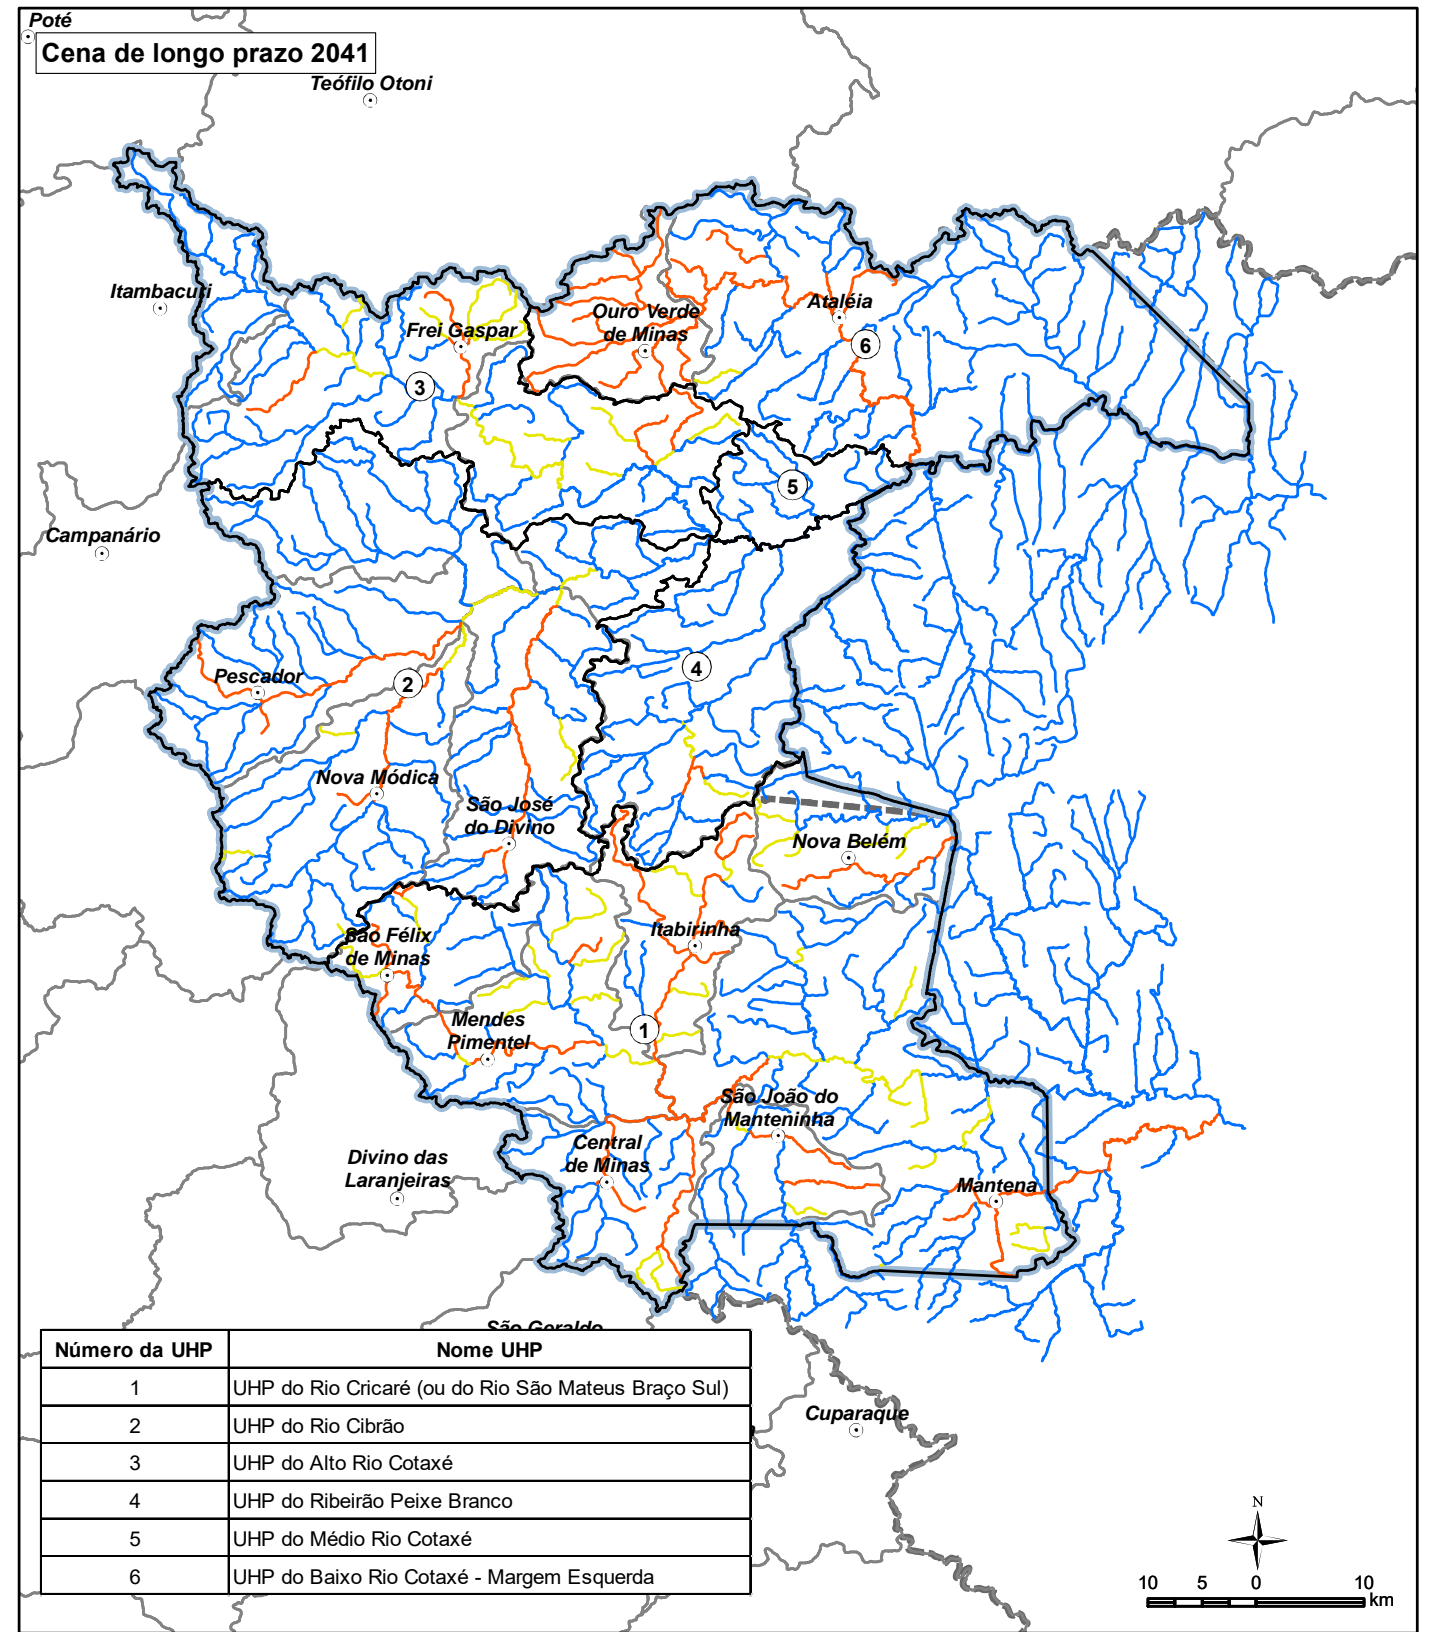 Poté
Cena de longo prazo 2041
Teófilo Otoni
Itambacuri
Frei Gaspar
Ouro Verde
de Minas
Ataléia
6
3
5
Campanário
4
Pescador
2
Nova Módica
São José
do Divino
Nova Belém
Itabirinha
São Félix
de Minas
Mendes
Pimentel
1
São João do
Manteninha
Central
de Minas
Divino das
Laranjeiras
Mantena
São Geraldo
Número da UHP Nome UHP
1 UHP do Rio Cricaré (ou do Rio São Mateus Braço Sul)
2 UHP do Rio Cibrão
3 UHP do Alto Rio Cotaxé
4 UHP do Ribeirão Peixe Branco
5 UHP do Médio Rio Cotaxé
6 UHP do Baixo Rio Cotaxé - Margem Esquerda
Cuparaque
N
10 5 0 10
km